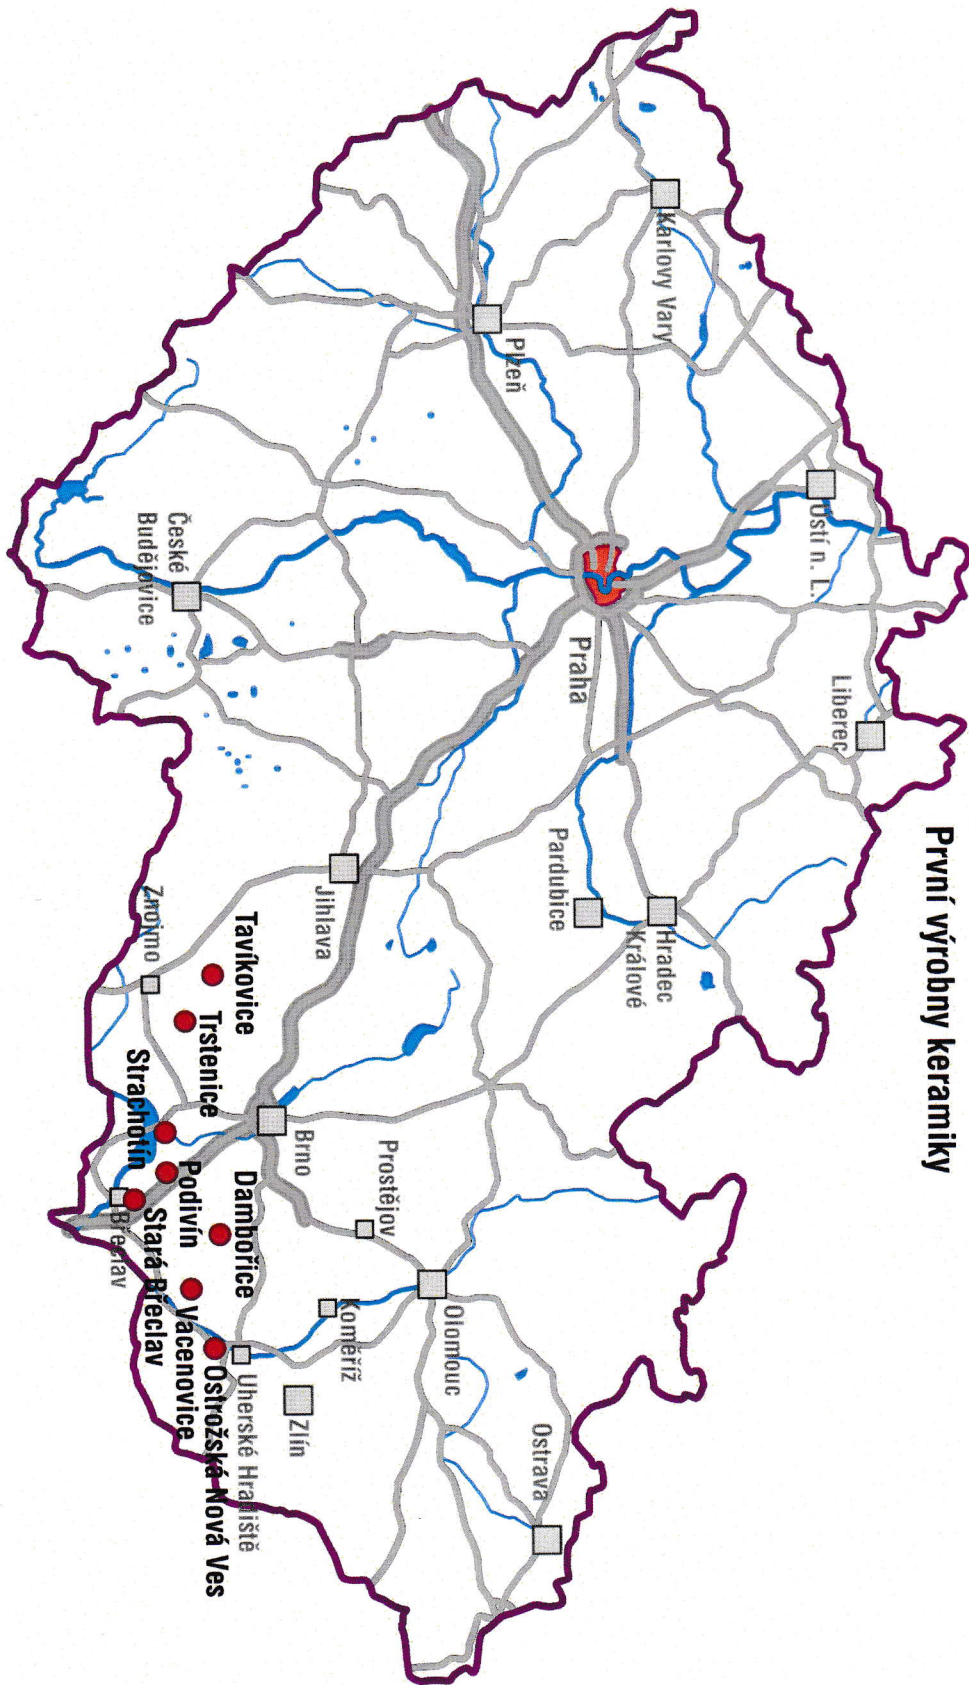 První výrobny keramiky
Liberec
Ústí n. L.
Karlovy Vary
Hradec
Králové
Praha
Pardubice
Plzeň
Ostrava
Olomouc
Prostějov
Jihlava
Koměříž
Brno
Zlín
České
Budějovice
Tavíkovice
Dambořice
Uherské Hradiště
Ostrožská Nová Ves
Trstenice
Podivín
Vacenovice
Znojmo
Strachotín
Stará Břeclav
Břeclav